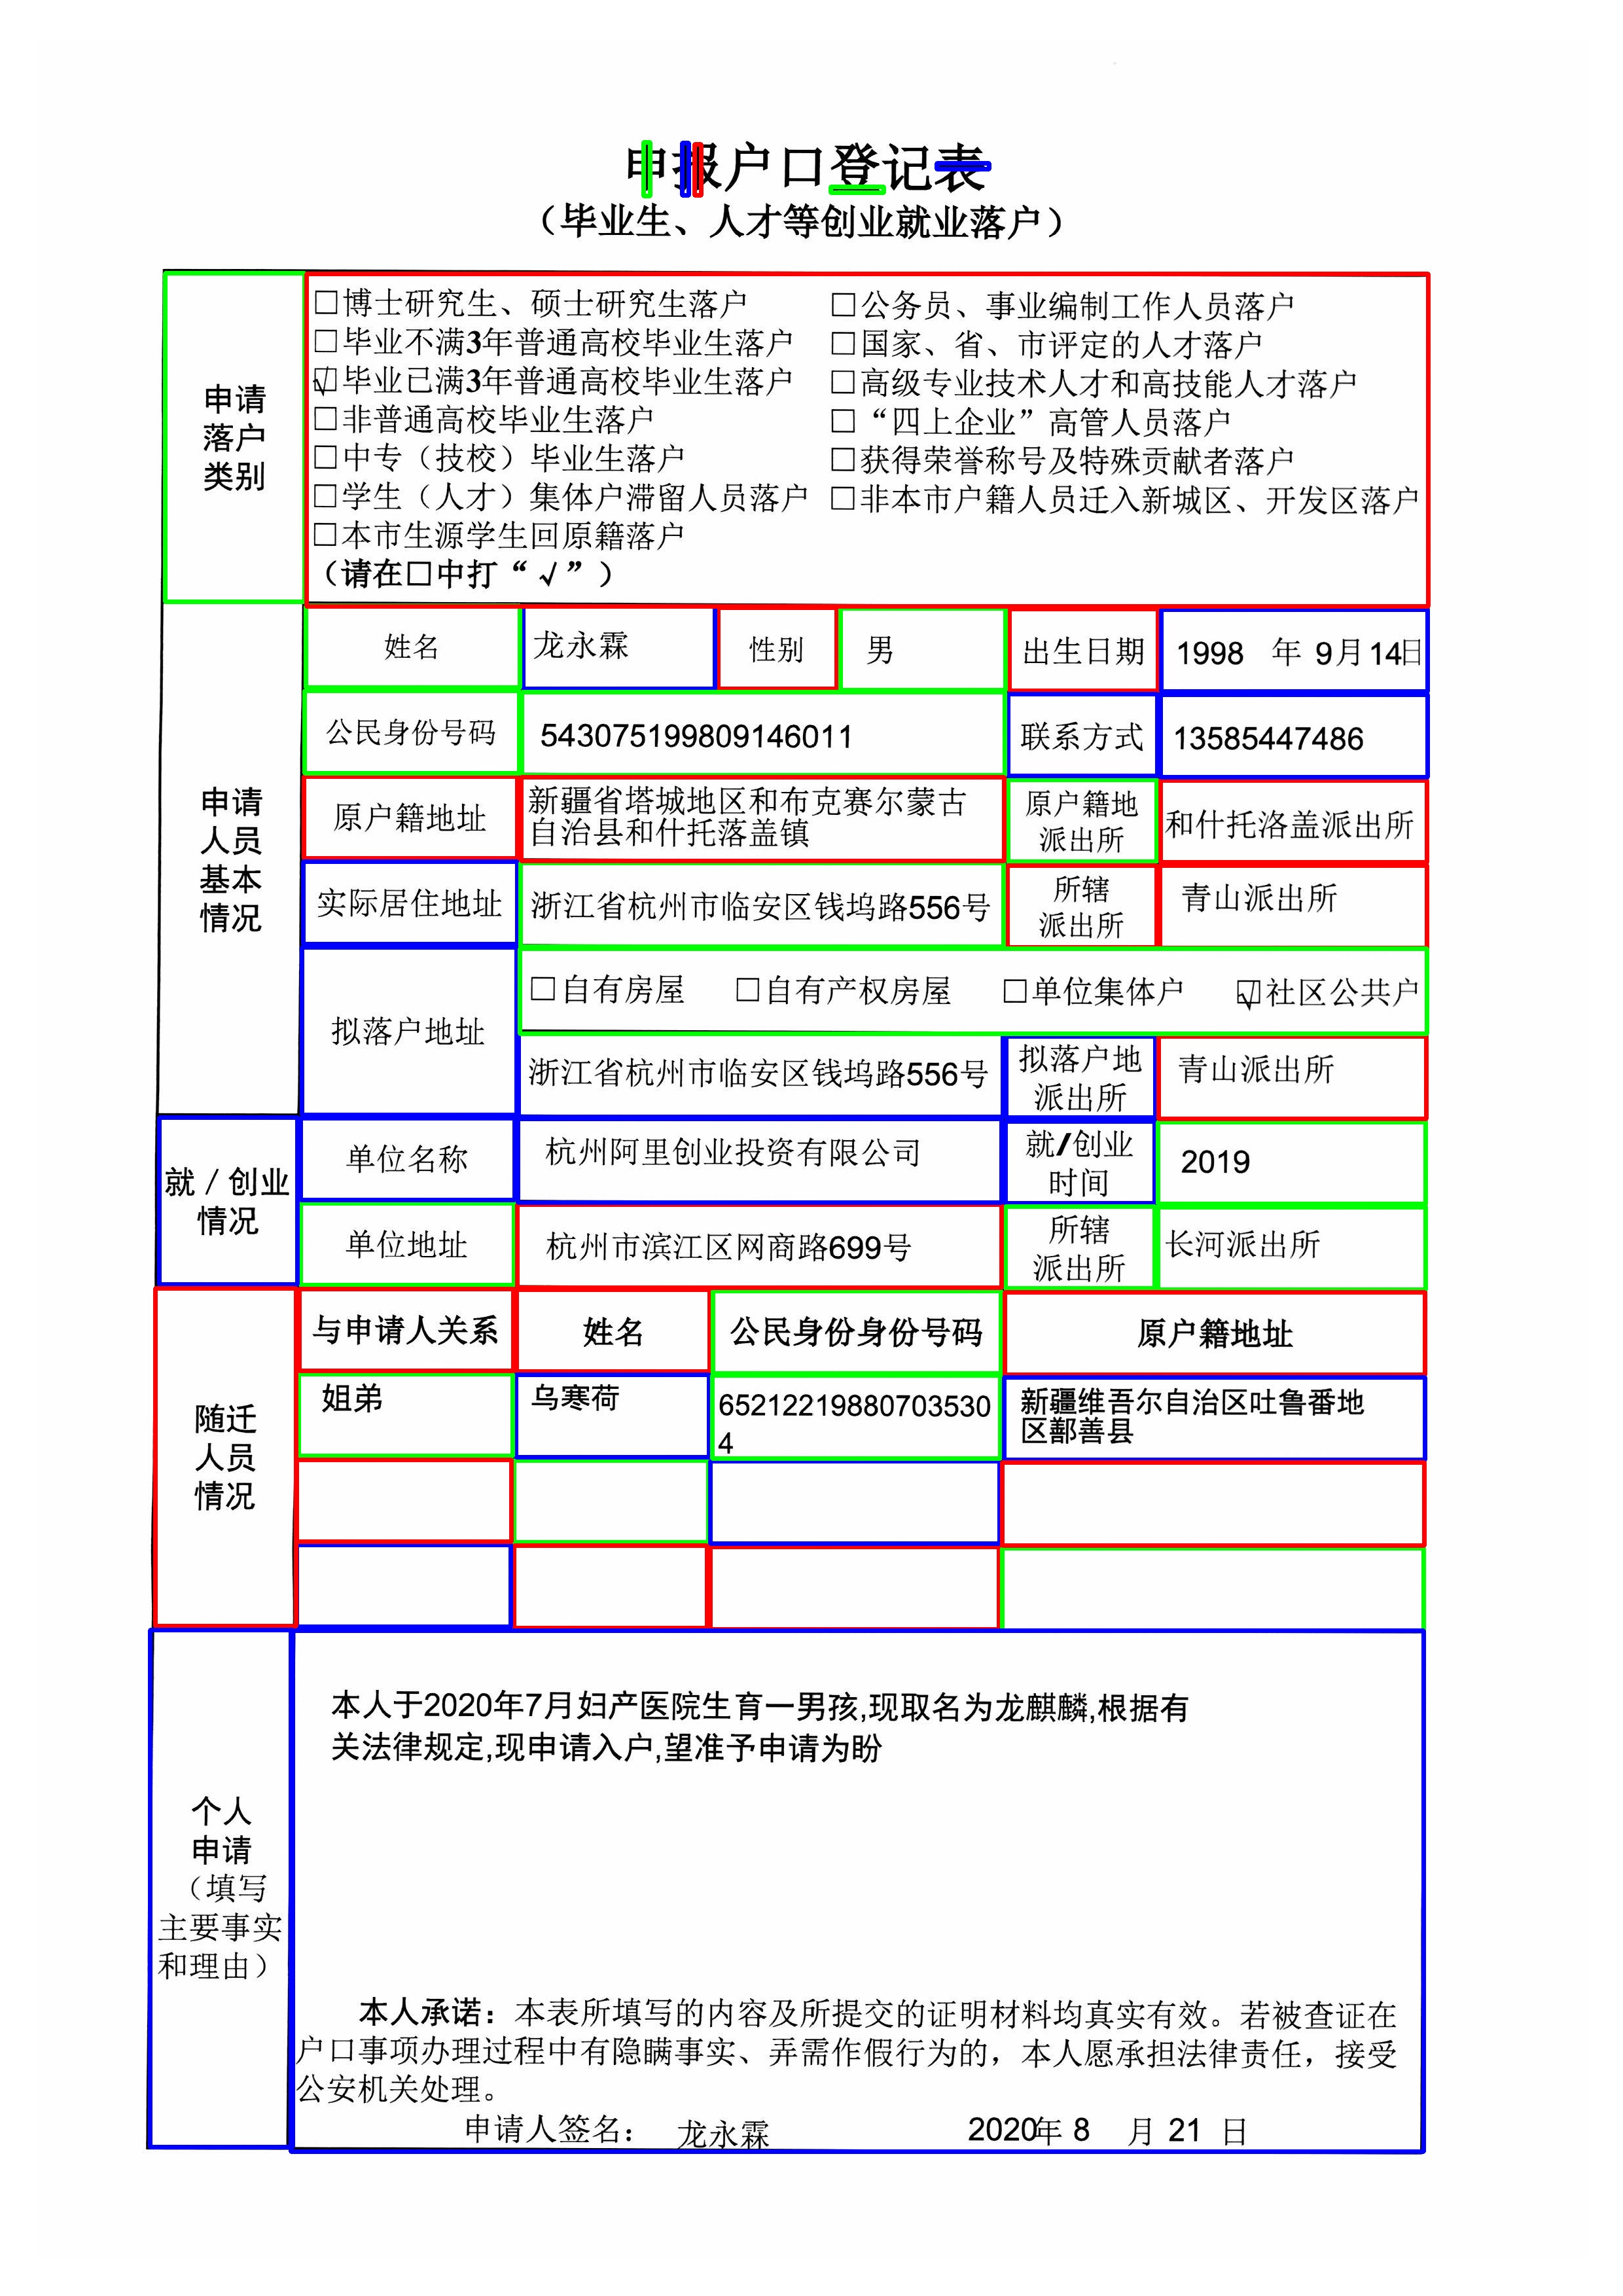 申报户口登记表
（毕业生、人才等创业就业落户）
申请
落户
类别
□博士研究生、硕士研究生落户 □公务员、事业编制工作人员落户
□毕业不满3年普通高校毕业生落户 □国家、省、市评定的人才落户
☑毕业已满3年普通高校毕业生落户 □高级专业技术人才和高技能人才落户
□非普通高校毕业生落户 □“四上企业”高管人员落户
□中专（技校）毕业生落户 □获得荣誉称号及特殊贡献者落户
□学生（人才）集体户滞留人员落户 □非本市户籍人员迁入新城区、开发区落户
□本市生源学生回原籍落户
（请在□中打“√”）
申请
人员
基本
情况
姓名 龙永霖 性别 男 出生日期 1998 年 9月14日
公民身份号码 543075199809146011 联系方式 13585447486
原户籍地址
新疆省塔城地区和布克赛尔蒙古
自治县和什托落盖镇
原户籍地
派出所
和什托洛盖派出所
实际居住地址 浙江省杭州市临安区钱坞路556号
所辖
派出所
青山派出所
拟落户地址
□自有房屋 □自有产权房屋 □单位集体户 ☑社区公共户
浙江省杭州市临安区钱坞路556号
拟落户地
派出所
青山派出所
就/创业
情况
单位名称 杭州阿里创业投资有限公司
就/创业
时间
2019
单位地址 杭州市滨江区网商路699号
所辖
派出所
长河派出所
随迁
人员
情况
与申请人关系 姓名 公民身份身份号码 原户籍地址
姐弟 乌寒荷
65212219880703530
4
新疆维吾尔自治区吐鲁番地
区鄯善县
个人
申请
（填写
主要事实
和理由）
本人于2020年7月妇产医院生育一男孩,现取名为龙麒麟,根据有
关法律规定,现申请入户,望准予申请为盼
本人承诺：本表所填写的内容及所提交的证明材料均真实有效。若被查证在
户口事项办理过程中有隐瞒事实、弄需作假行为的，本人愿承担法律责任，接受
公安机关处理。
申请人签名： 龙永霖 2020年 8 月 21 日